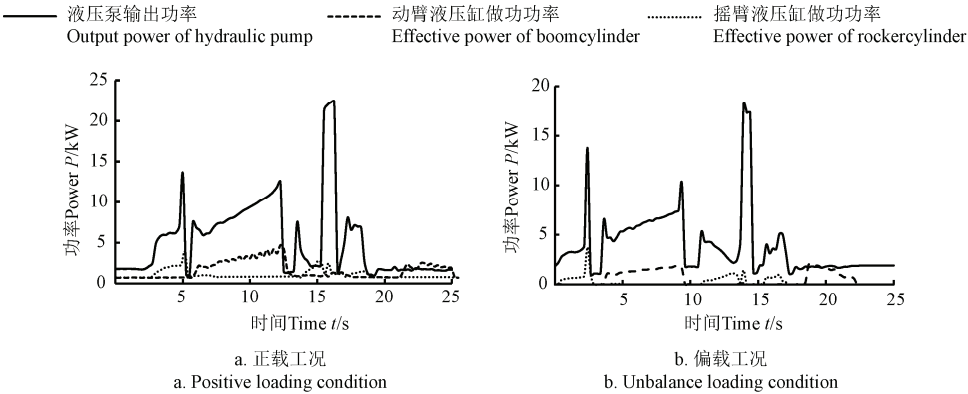 液压泵输出功率
Output power of hydraulic pump
动臂液压缸做功功率
Effective power of boomcylinder
摇臂液压缸做功功率
Effective power of rockercylinder
功率Power P/kW
25
20
15
10
5
0
5
10
15
20
25
时间Time t/s
a. 正载工况
a. Positive loading condition
功率Power P/kW
20
15
10
5
0
5
10
15
20
25
时间Time t/s
b. 偏载工况
b. Unbalance loading condition